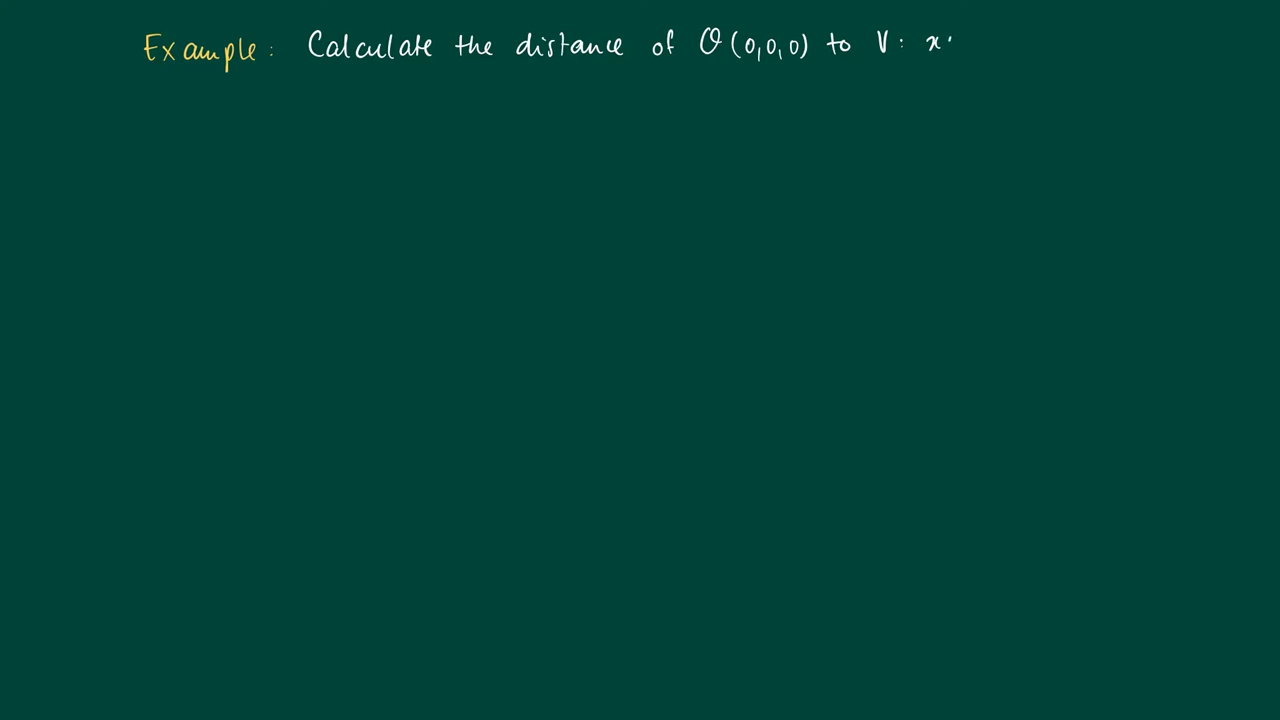 Example: Calculate the distance of O(0,0,0) to V: x